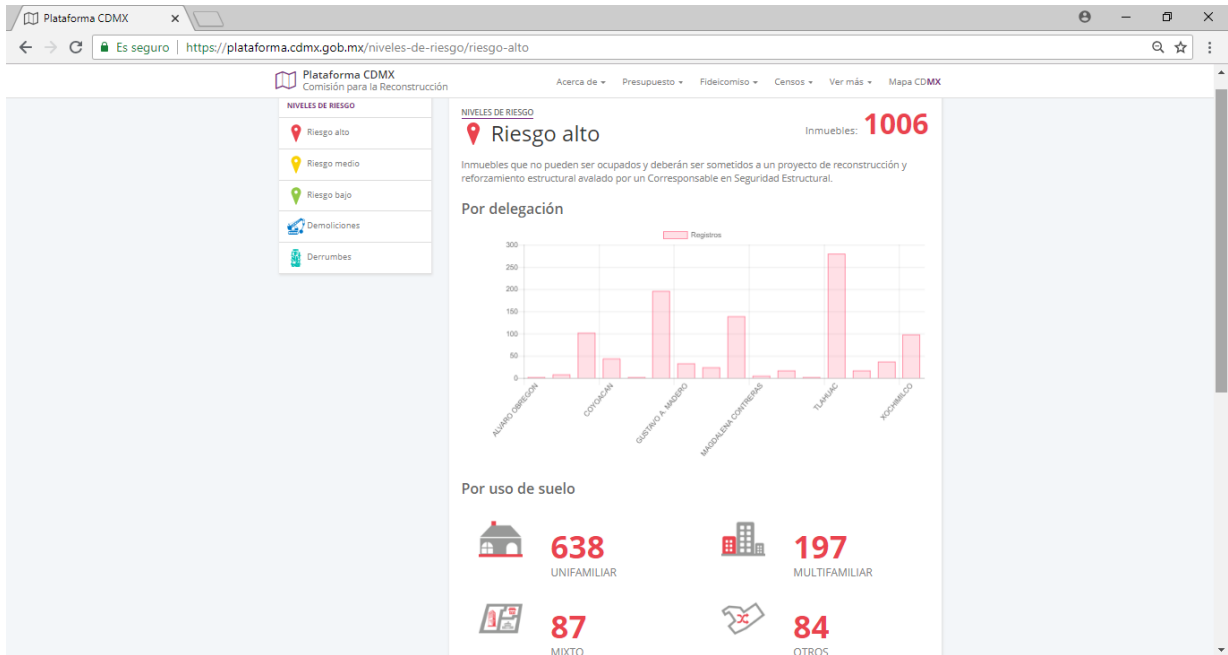 Plataforma CDMX
Es seguro | https://plataforma.cdmx.gob.mx/niveles-de-riesgo/riesgo-alto
Plataforma CDMX
Comisión para la Reconstrucción
Acerca de Presupuesto Fideicomiso Censos Ver más Mapa CDMX
NIVELES DE RIESGO
Riesgo alto
Riesgo medio
Riesgo bajo
Demoliciones
Derrumbes
NIVELES DE RIESGO
Riesgo alto
Inmuebles: 1006
Inmuebles que no pueden ser ocupados y deberán ser sometidos a un proyecto de reconstrucción y
reforzamiento estructural avalado por un Corresponsable en Seguridad Estructural.
Por delegación
Registros
300
250
200
150
100
50
0
ALVARO OBREGON
COYOACAN
GUSTAVO A. MADERO
MAGDALENA CONTRERAS
TLAHUAC
XOCHIMILCO
Por uso de suelo
638
UNIFAMILIAR
197
MULTIFAMILIAR
87
MIXTO
84
OTROS